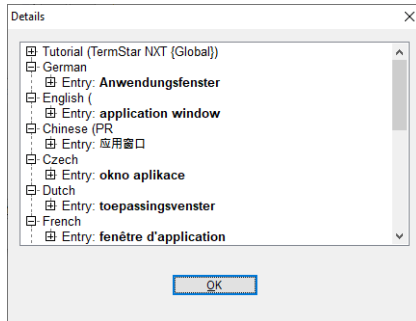 Details
Tutorial (TermStar NXT {Global})
German
Entry: Anwendungsfenster
English (
Entry: application window
Chinese (PR
Entry: 应用窗口
Czech
Entry: okno aplikace
Dutch
Entry: toepassingsvenster
French
Entry: fenêtre d'application
OK